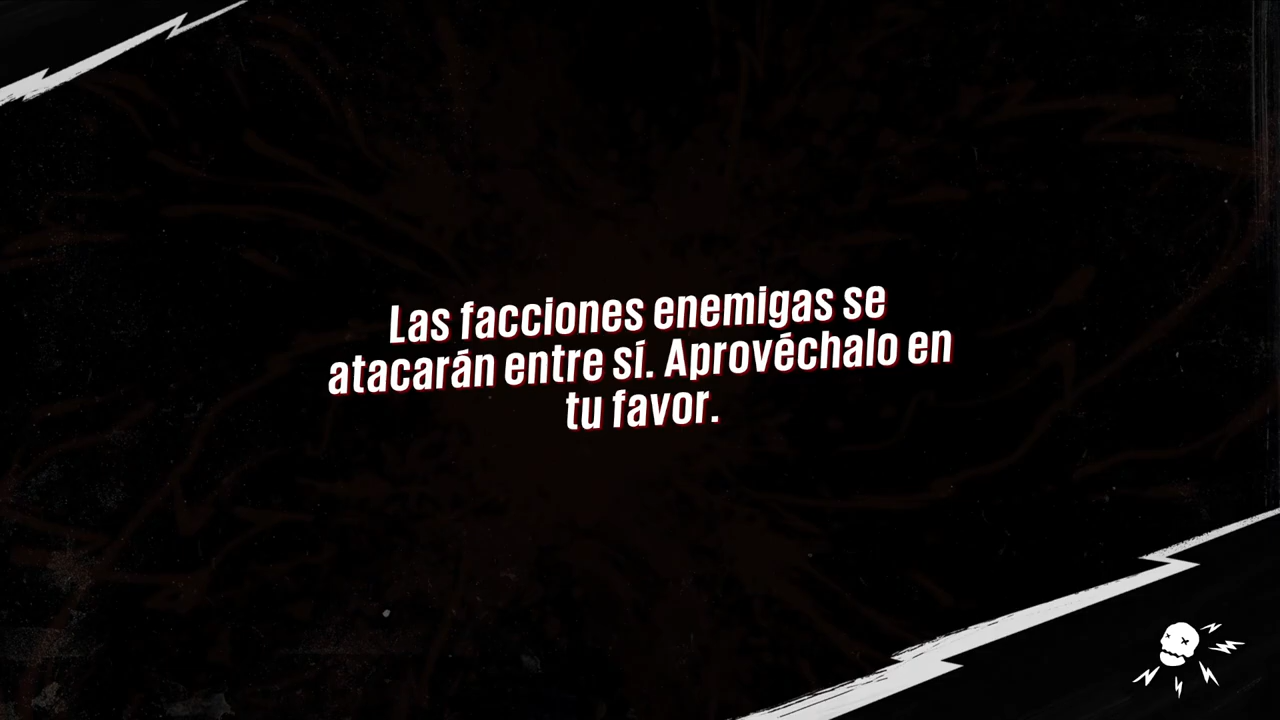 Las facciones enemigas se
atacarán entre sí. Aprovéchalo en
tu favor.